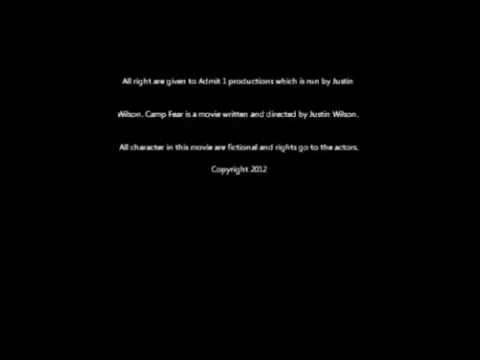 All right are given to Admit 1 productions which is run by Justin
Wilson. Camp Fear is a movie written and directed by Justin Wilson.
All character in this movie are fictional and rights go to the actors.
Copyright 2012